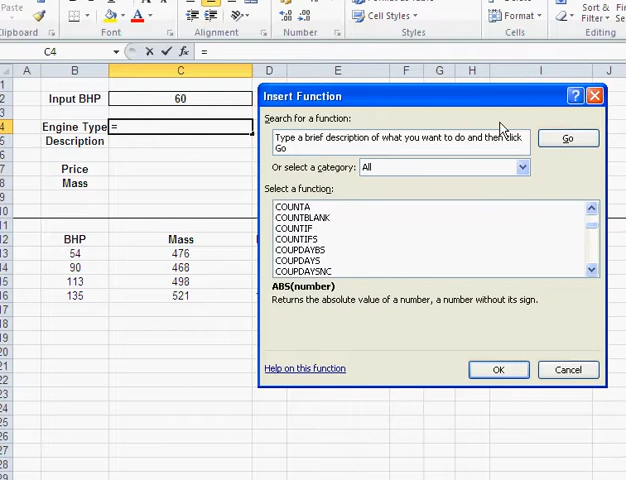 Paste
Clipboard
Font
Alignment
Number
Cell Styles
Styles
Format
Cells
Sort &
Filter
Editing
C4
fx
=
A B C D E F G H I J
Input BHP 60
Engine Type =
Description
Price
Mass
BHP Mass
54 476
90 468
113 498
135 521
Insert Function
Search for a function:
Type a brief description of what you want to do and then click
Go
Go
Or select a category: All
Select a function:
COUNTA
COUNTBLANK
COUNTIF
COUNTIFS
COUPDAYBS
COUPDAYS
COUPDAYSNC
ABS(number)
Returns the absolute value of a number, a number without its sign.
Help on this function
OK Cancel